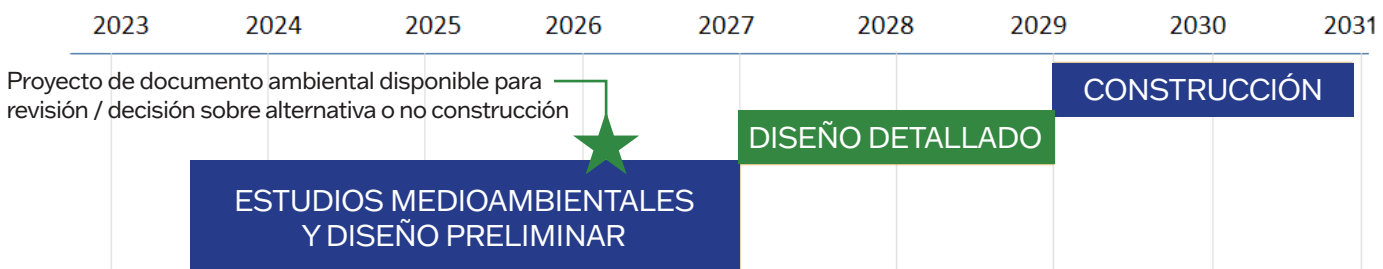 2023 2024 2025 2026 2027 2028 2029 2030 2031
Proyecto de documento ambiental disponible para
revisión / decisión sobre alternativa o no construcción
CONSTRUCCIÓN
DISEÑO DETALLADO
ESTUDIOS MEDIOAMBIENTALES
Y DISEÑO PRELIMINAR